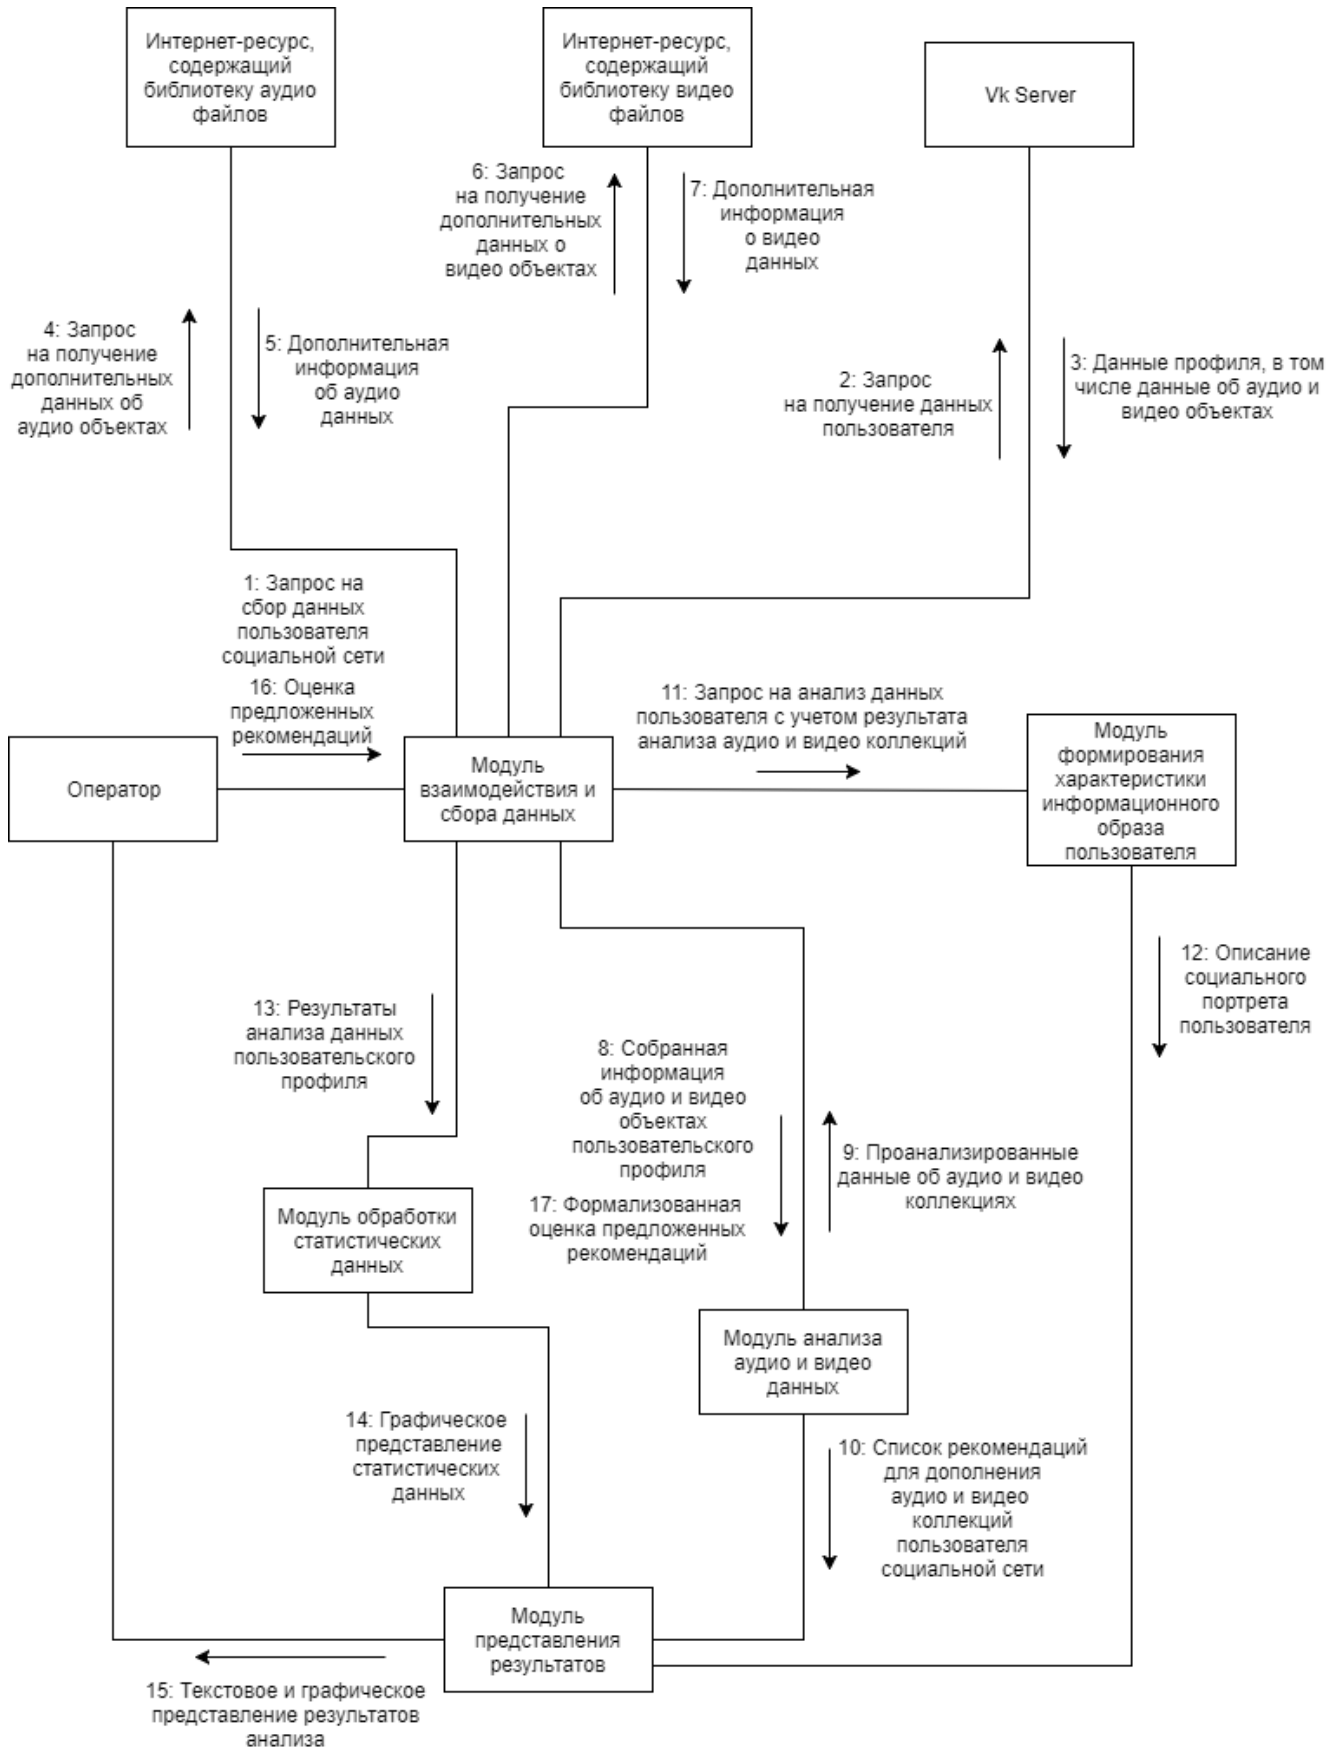 Интернет-ресурс,
содержащий
библиотеку аудио
файлов
Интернет-ресурс,
содержащий
библиотеку видео
файлов
Vk Server
6: Запрос
на получение
дополнительных
данных о
видео объектах
7: Дополнительная
информация
о видео
данных
4: Запрос
на получение
дополнительных
данных об
аудио объектах
5: Дополнительная
информация
об аудио
данных
2: Запрос
на получение данных
пользователя
3: Данные профиля, в том
числе данные об аудио и
видео объектах
1: Запрос на
сбор данных
пользователя
социальной сети
16: Оценка
предложенных
рекомендаций
11: Запрос на анализ данных
пользователя с учетом результата
анализа аудио и видео коллекций
Оператор
Модуль
взаимодействия и
сбора данных
Модуль
формирования
характеристики
информационного
образа
пользователя
12: Описание
социального
портрета
пользователя
13: Результаты
анализа данных
пользовательского
профиля
8: Собранная
информация
об аудио и видео
объектах
пользовательского
профиля
17: Формализованная
оценка предложенных
рекомендаций
9: Проанализированные
данные об аудио и видео
коллекциях
Модуль обработки
статистических
данных
Модуль анализа
аудио и видео
данных
14: Графическое
представление
статистических
данных
10: Список рекомендаций
для дополнения
аудио и видео
коллекций
пользователя
социальной сети
Модуль
представления
результатов
15: Текстовое и графическое
представление результатов
анализа